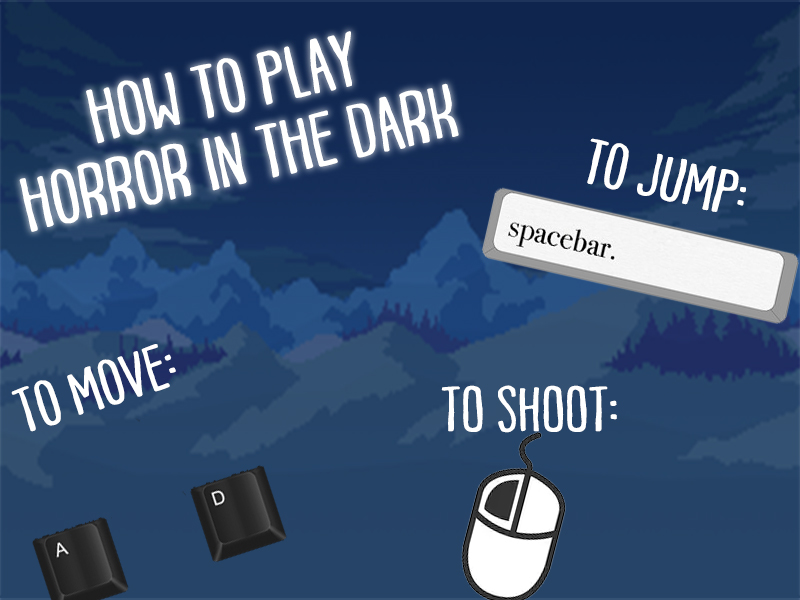 HOW TO PLAY
HORROR IN THE DARK
TO JUMP:
spacebar.
TO MOVE:
A
D
TO SHOOT: